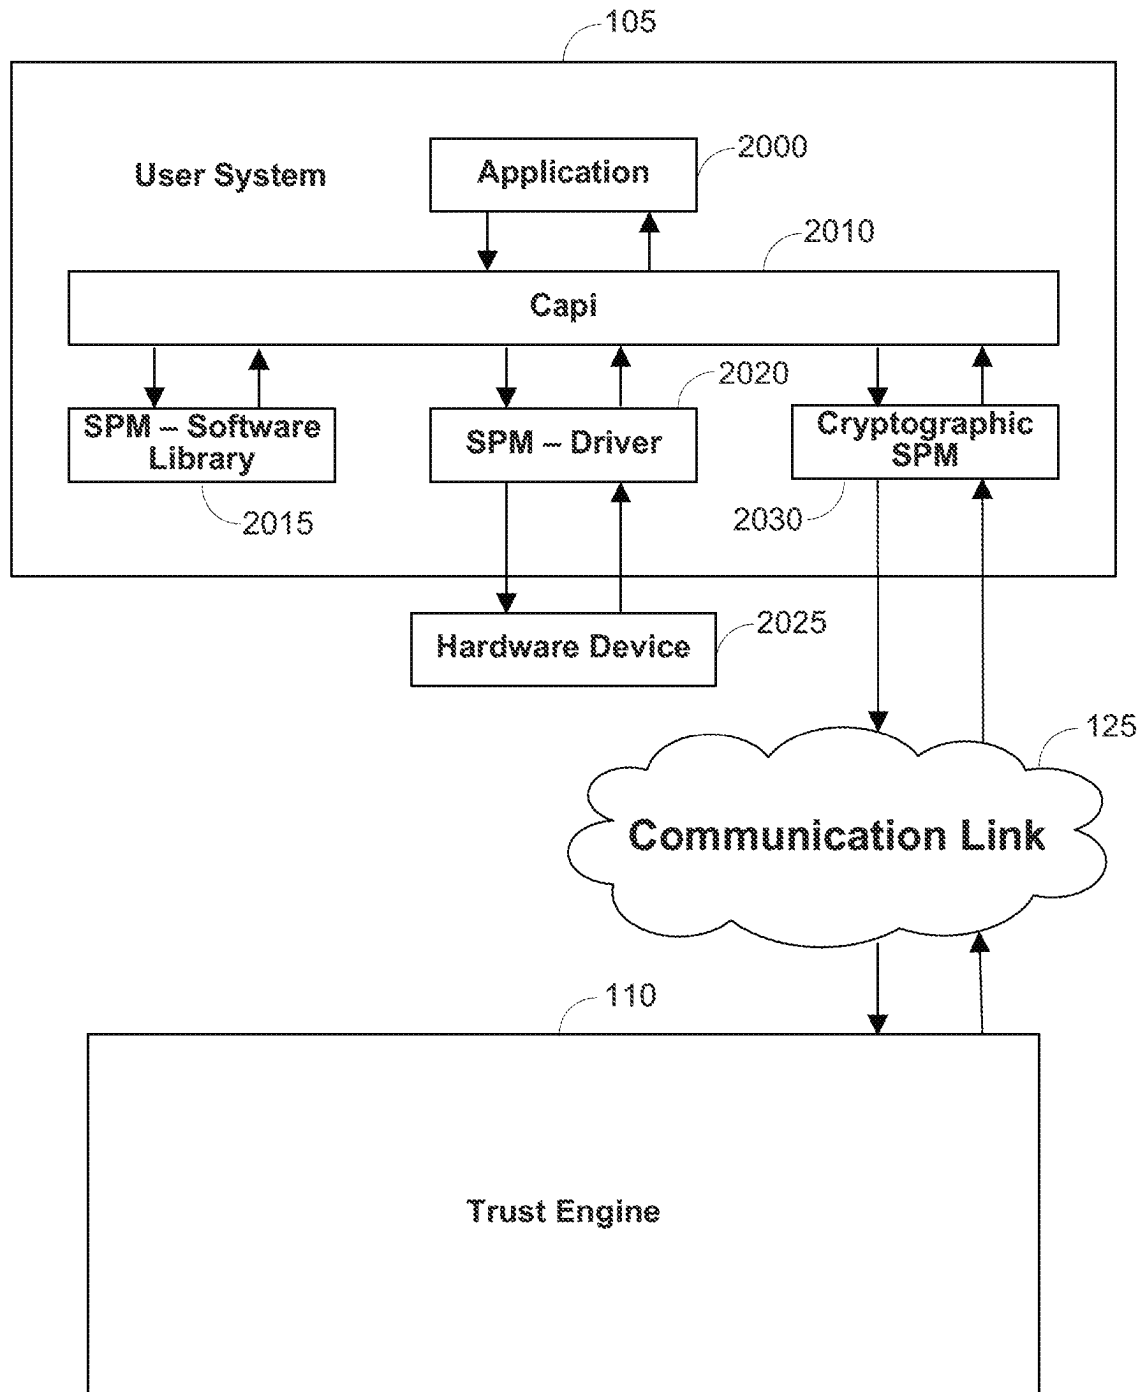 105
User System
Application
2000
2010
Capi
2020
SPM – Software
Library
SPM – Driver
Cryptographic
SPM
2015
2030
Hardware Device
2025
125
Communication Link
110
Trust Engine